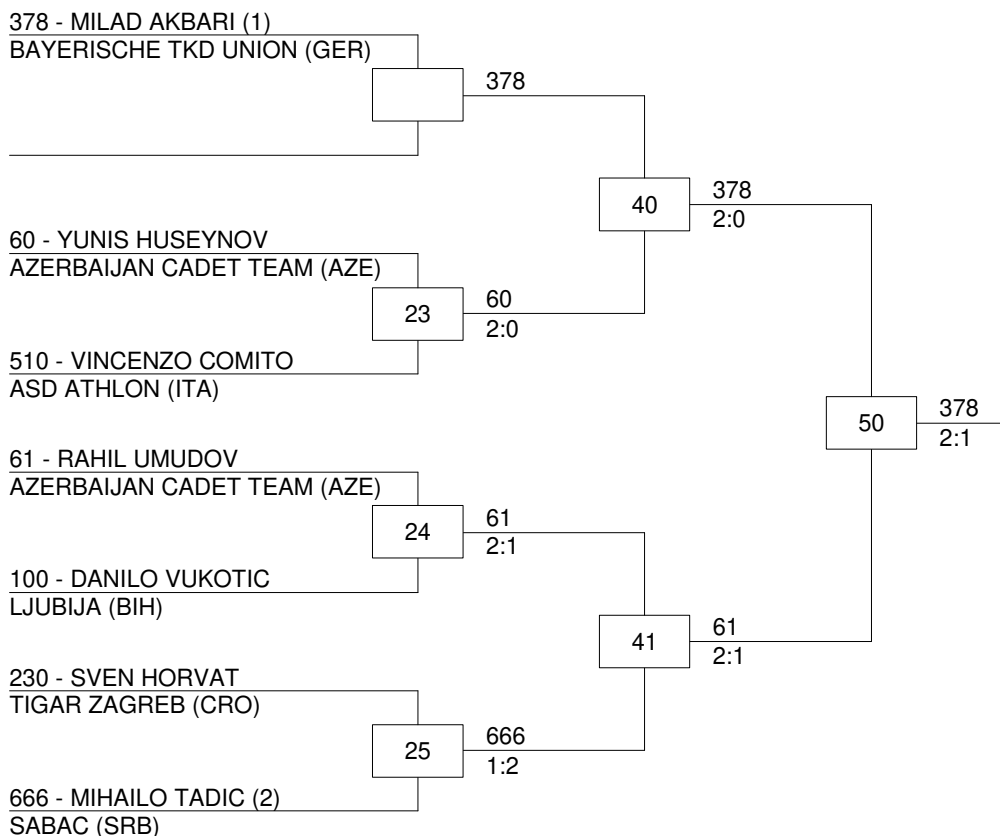 378 - MILAD AKBARI (1)
BAYERISCHE TKD UNION (GER)
378
40
378
2:0
60 - YUNIS HUSEYNOV
AZERBAIJAN CADET TEAM (AZE)
23
60
2:0
510 - VINCENZO COMITO
ASD ATHLON (ITA)
50
378
2:1
61 - RAHIL UMUDOV
AZERBAIJAN CADET TEAM (AZE)
24
61
2:1
100 - DANILO VUKOTIC
LJUBIJA (BIH)
41
61
2:1
230 - SVEN HORVAT
TIGAR ZAGREB (CRO)
25
666
1:2
666 - MIHAILO TADIC (2)
SABAC (SRB)